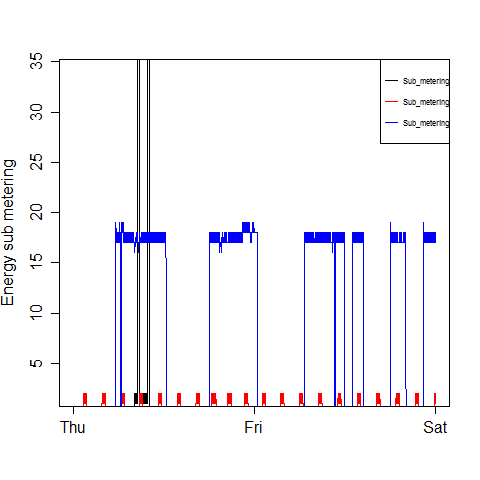 Energy sub metering
35
30
25
20
15
10
5
Thu Fri Sat
Sub_metering
Sub_metering
Sub_metering